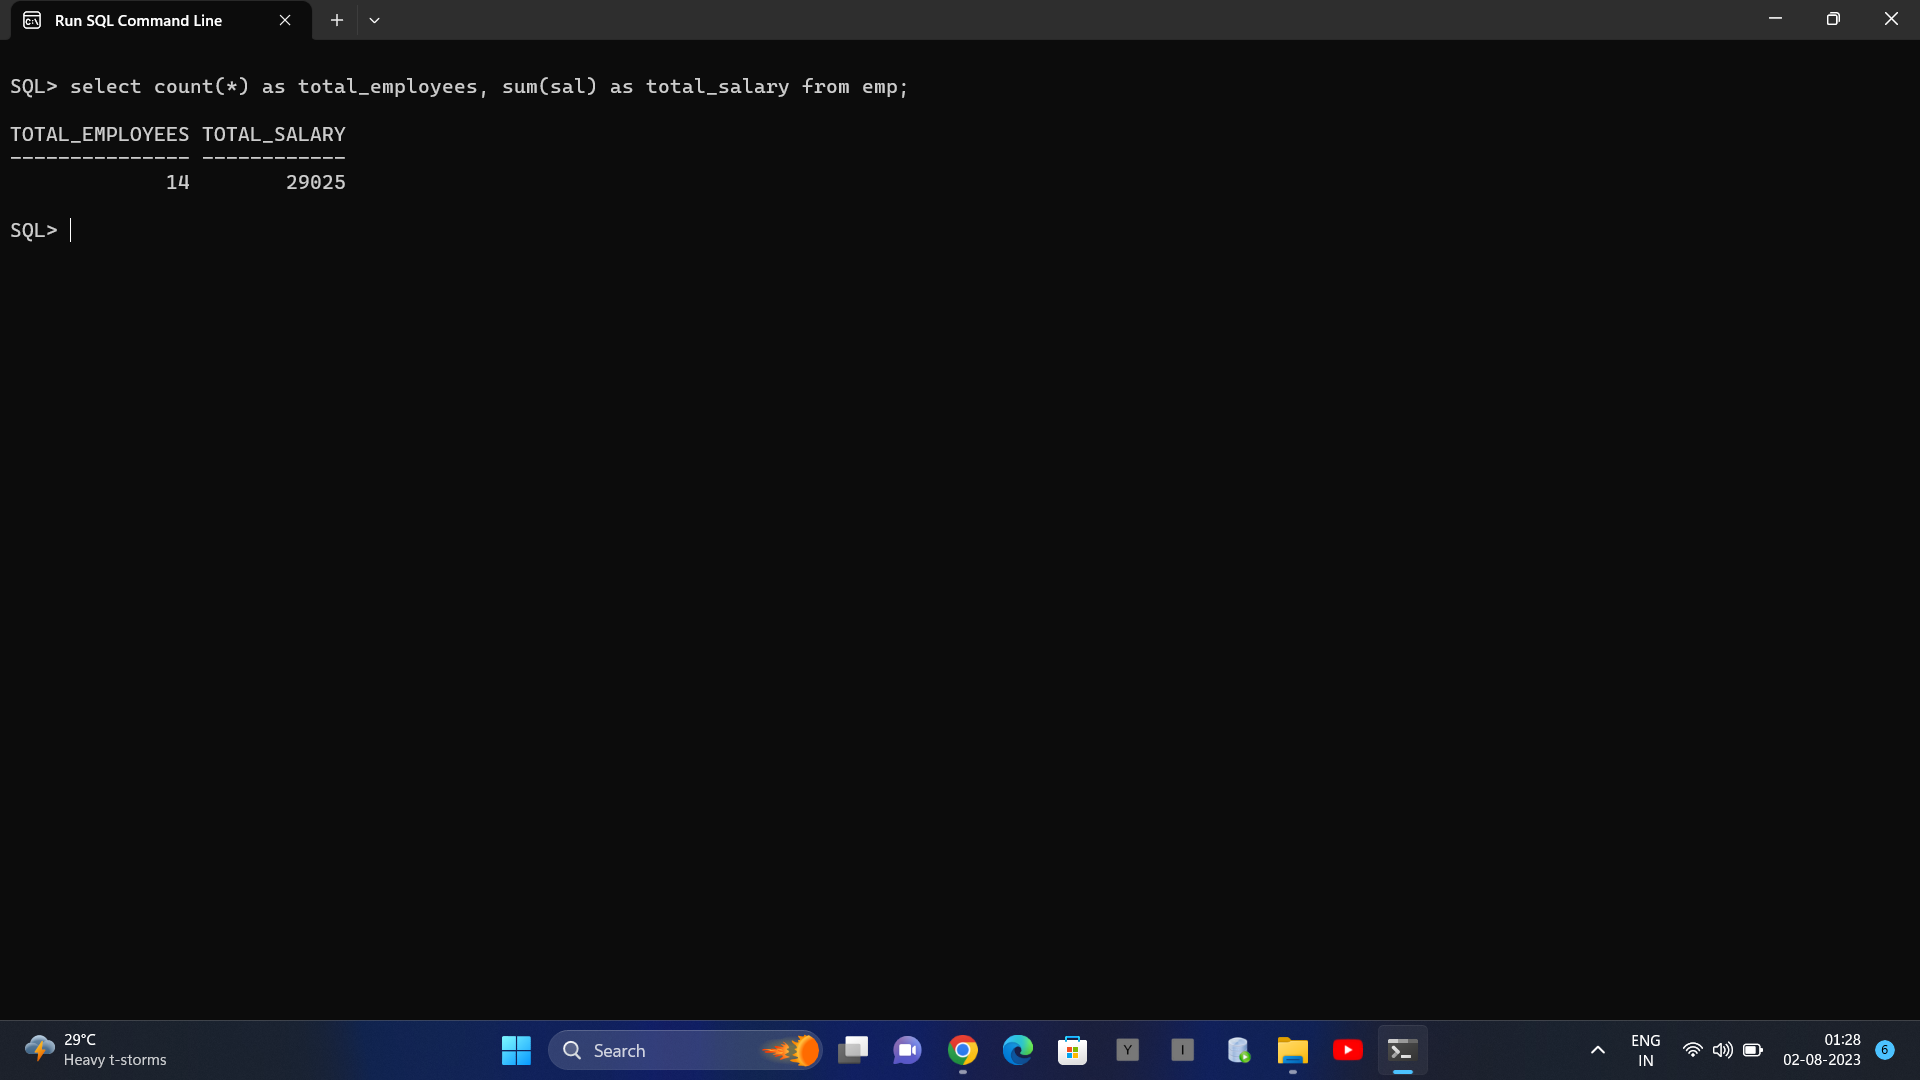 Run SQL Command Line
SQL> select count(*) as total_employees, sum(sal) as total_salary from emp;
TOTAL_EMPLOYEES TOTAL_SALARY
--------------- ------------
14 29025
SQL>
29°C
Heavy t-storms
Search
Y
I
ENG
IN
01:28
02-08-2023
6